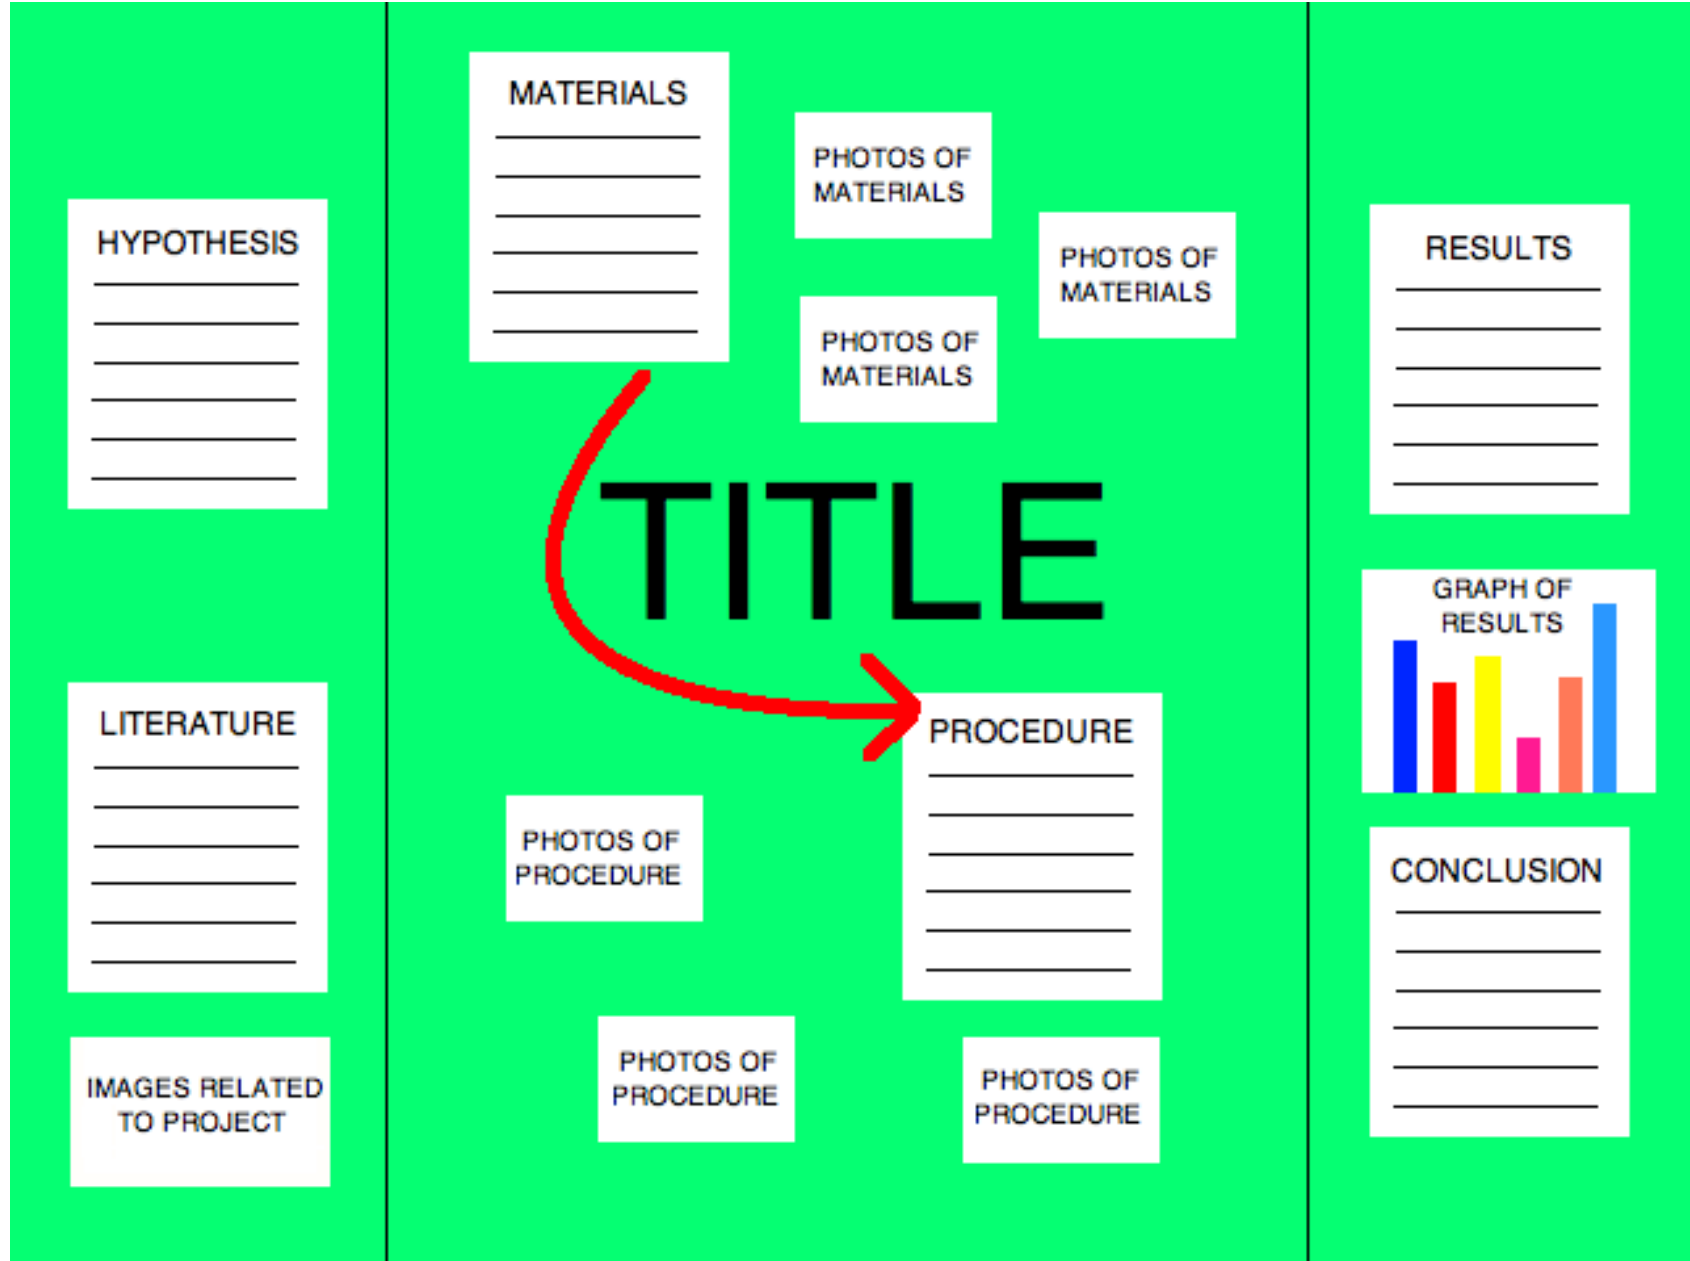 HYPOTHESIS
LITERATURE
IMAGES RELATED
TO PROJECT
MATERIALS
PHOTOS OF
MATERIALS
PHOTOS OF
MATERIALS
PHOTOS OF
MATERIALS
TITLE
PROCEDURE
PHOTOS OF
PROCEDURE
PHOTOS OF
PROCEDURE
PHOTOS OF
PROCEDURE
RESULTS
GRAPH OF
RESULTS
CONCLUSION